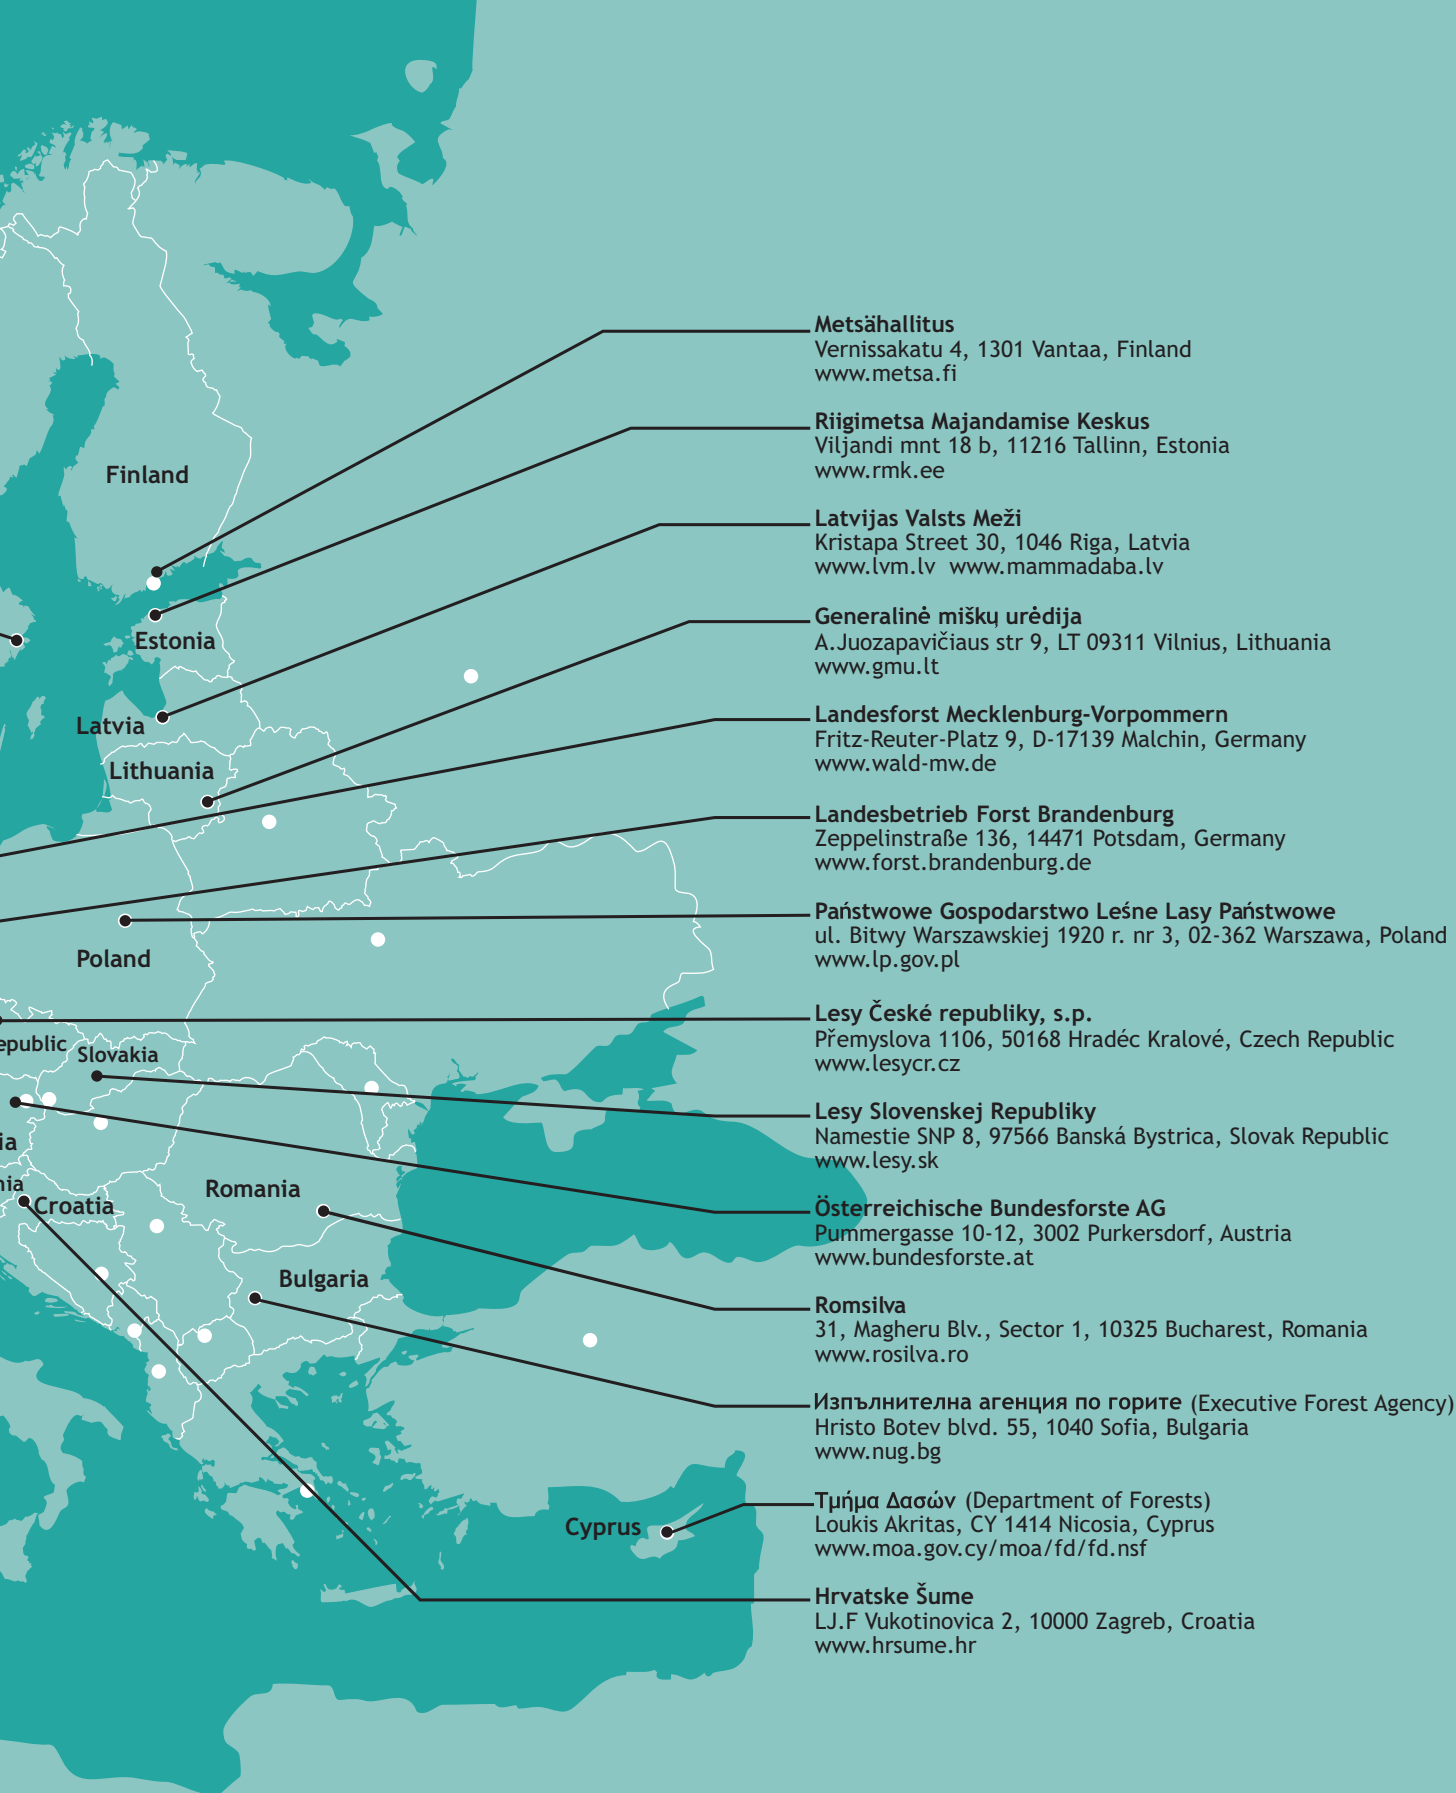 Metsähallitus
Vernissakatu 4, 1301 Vantaa, Finland
www.metsa.fi
Riigimetsa Majandamise Keskus
Viljandi mnt 18 b, 11216 Tallinn, Estonia
www.rmk.ee
Latvijas Valsts Meži
Kristapa Street 30, 1046 Riga, Latvia
www.lvm.lv www.mammadaba.lv
Generalinė miškų urėdija
A.Juozapavičiaus str 9, LT 09311 Vilnius, Lithuania
www.gmu.lt
Landesforst Mecklenburg-Vorpommern
Fritz-Reuter-Platz 9, D-17139 Malchin, Germany
www.wald-mw.de
Landesbetrieb Forst Brandenburg
Zeppelinstraße 136, 14471 Potsdam, Germany
www.forst.brandenburg.de
Państwowe Gospodarstwo Leśne Lasy Państwowe
ul. Bitwy Warszawskiej 1920 r. nr 3, 02-362 Warszawa, Poland
www.lp.gov.pl
Lesy České republiky, s.p.
Přemyslova 1106, 50168 Hradéc Kralové, Czech Republic
www.lesycr.cz
Lesy Slovenskej Republiky
Namestie SNP 8, 97566 Banská Bystrica, Slovak Republic
www.lesy.sk
Österreichische Bundesforste AG
Pummergasse 10-12, 3002 Purkersdorf, Austria
www.bundesforste.at
Romsilva
31, Magheru Blv., Sector 1, 10325 Bucharest, Romania
www.rosilva.ro
Изпълнителна агенция по горите (Executive Forest Agency)
Hristo Botev blvd. 55, 1040 Sofia, Bulgaria
www.nug.bg
Τμήμα Δασών (Department of Forests)
Loukis Akritas, CY 1414 Nicosia, Cyprus
www.moa.gov.cy/moa/fd/fd.nsf
Hrvatske Šume
LJ.F Vukotinovica 2, 10000 Zagreb, Croatia
www.hrsume.hr
Finland
Estonia
Latvia
Lithuania
Poland
epublic
Slovakia
ia
nia
Croatia
Romania
Bulgaria
Cyprus